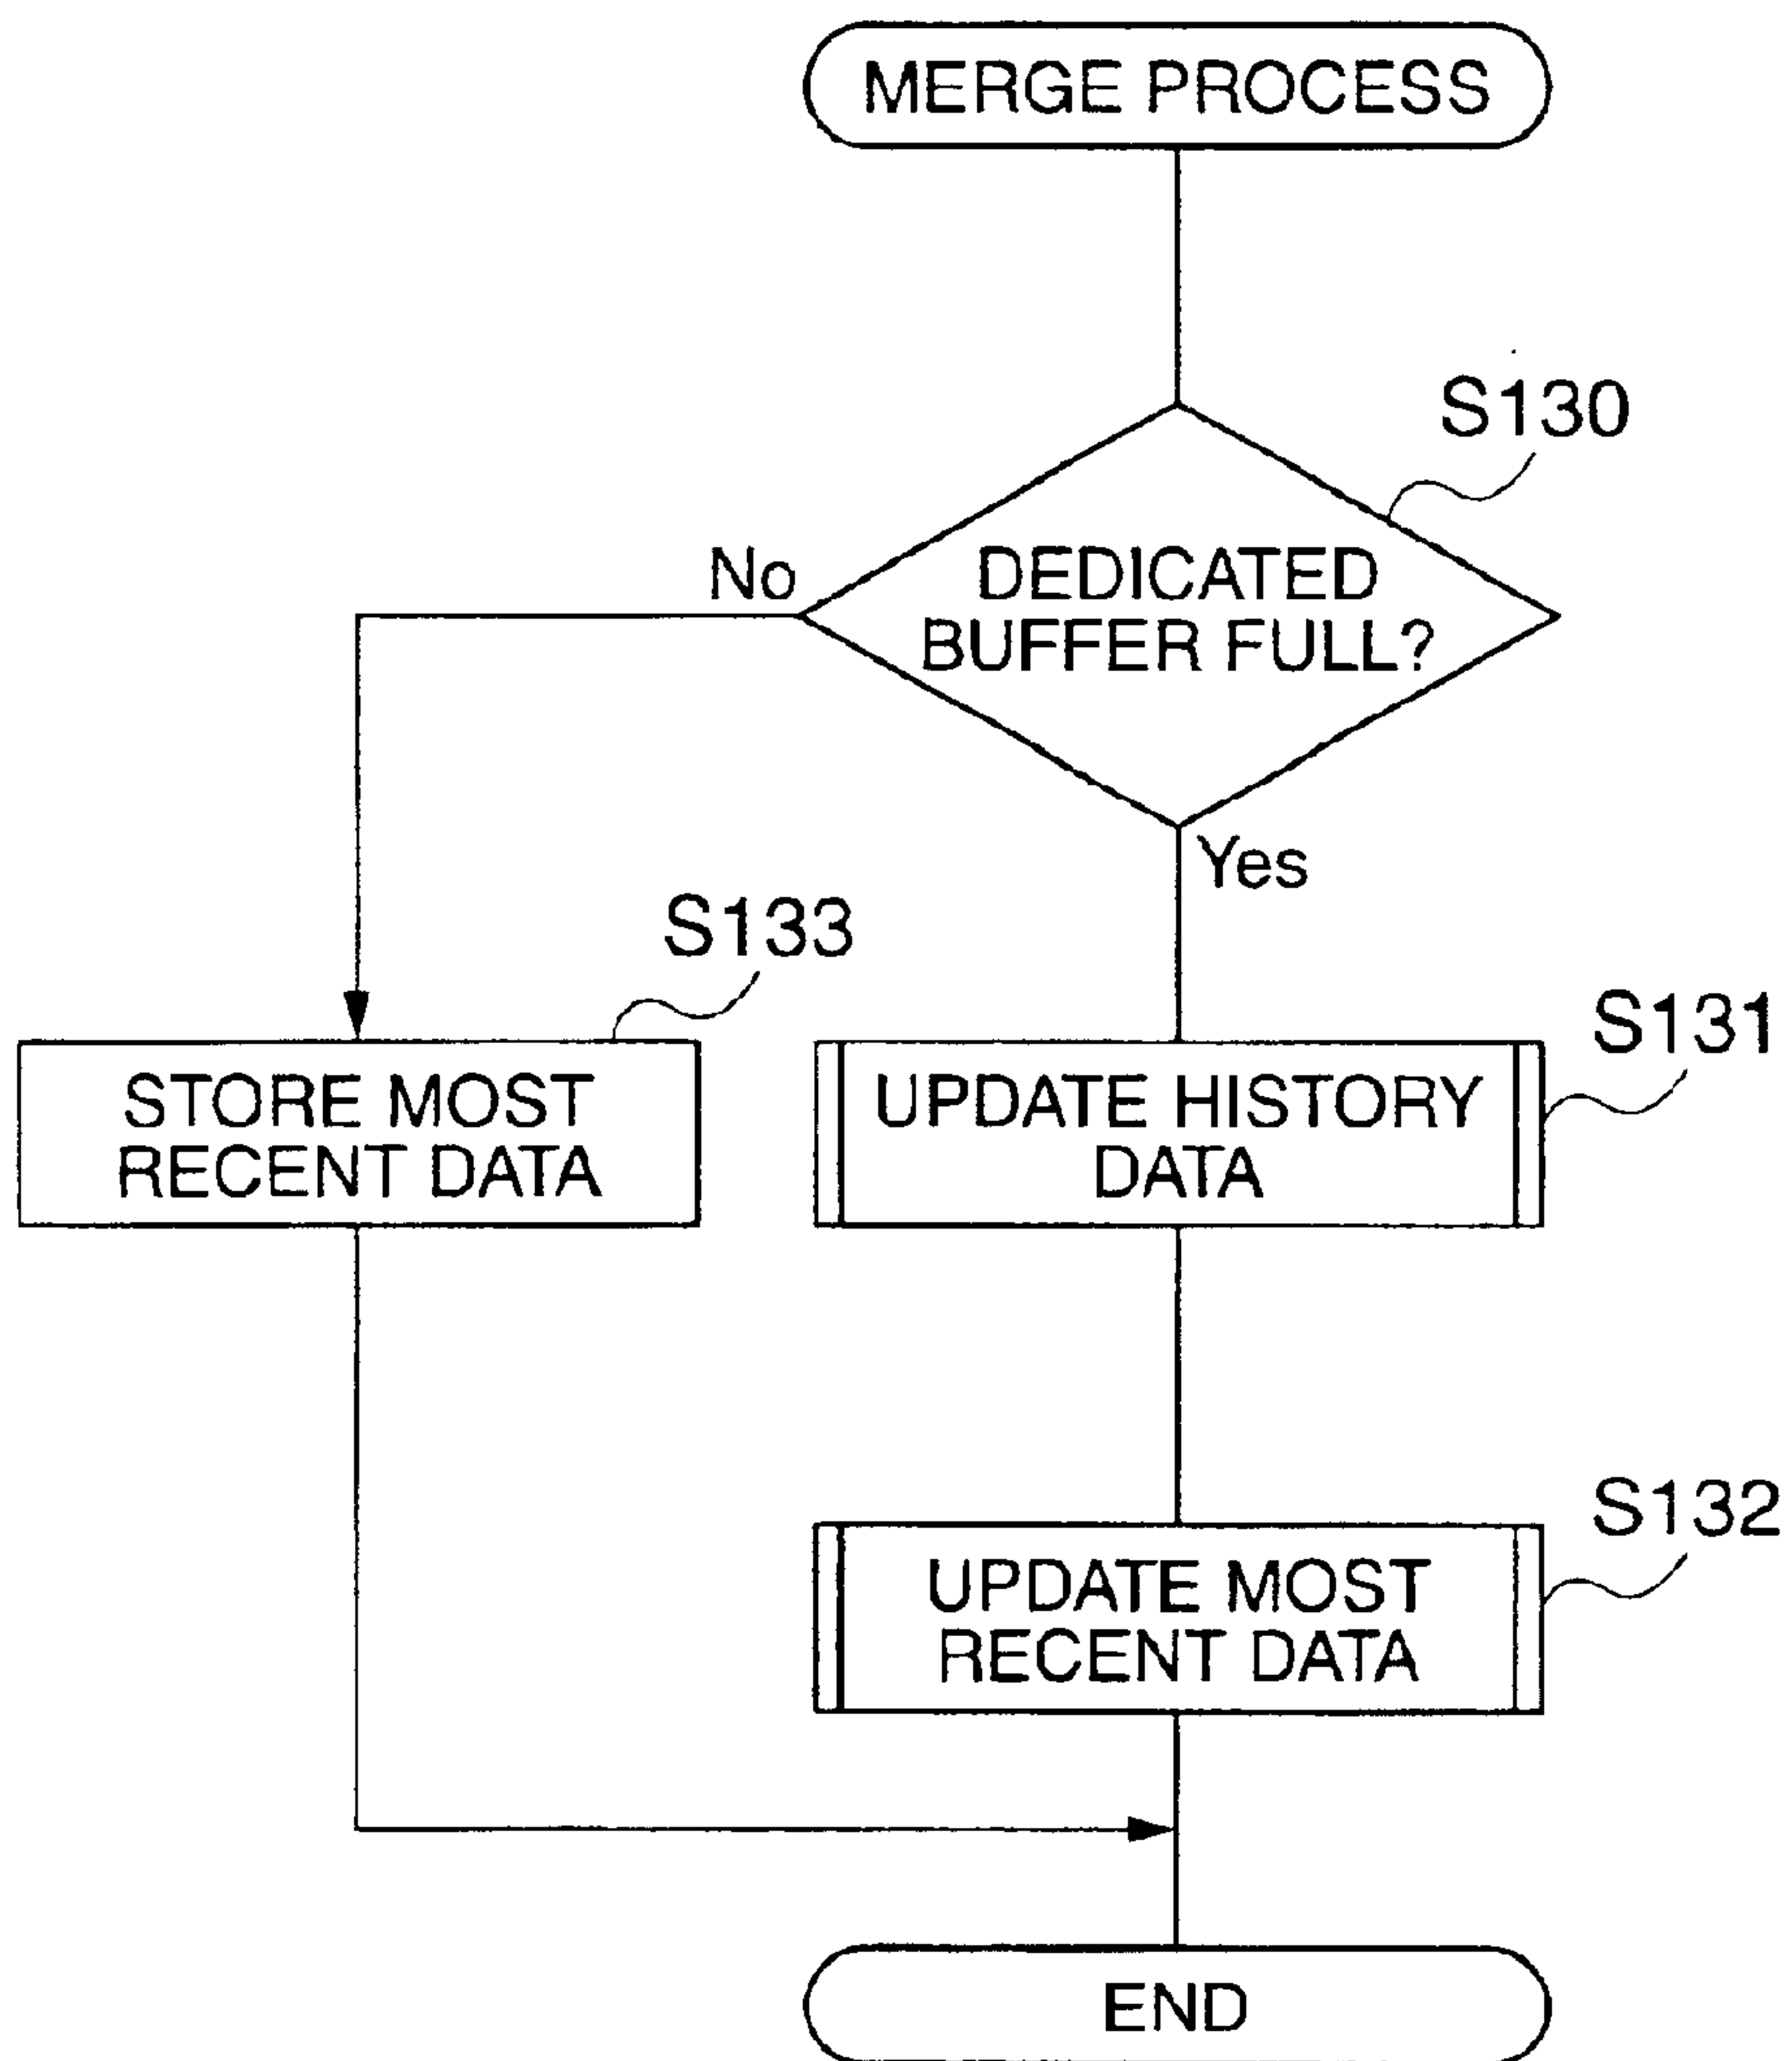 MERGE PROCESS
S130
No
DEDICATED
BUFFER FULL?
Yes
S133
S131
STORE MOST
RECENT DATA
UPDATE HISTORY
DATA
S132
UPDATE MOST
RECENT DATA
END